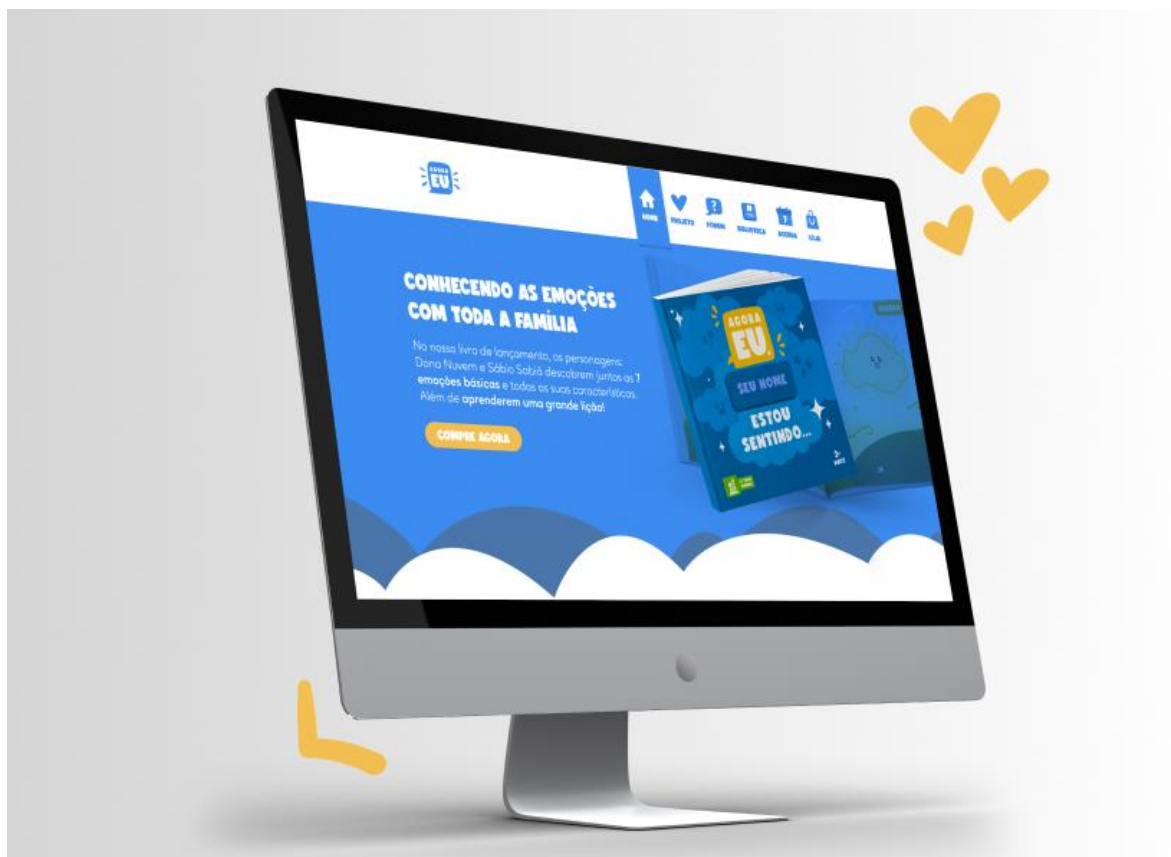 AGORA
EU
HOME
PROJETO
FÓRUM
BIBLIOTECA
AGENDA
LOJA
CONHECENDO AS EMOÇÕES
COM TODA A FAMÍLIA
No nosso livro de lançamento, os personagens:
Dona Nuvem e Sábio Sabiá descobrem juntos as 7
emoções básicas e todas as suas características.
Além de aprenderem uma grande lição!
COMPRE AGORA
AGORA
EU
SEU NOME
ESTOU
SENTINDO...